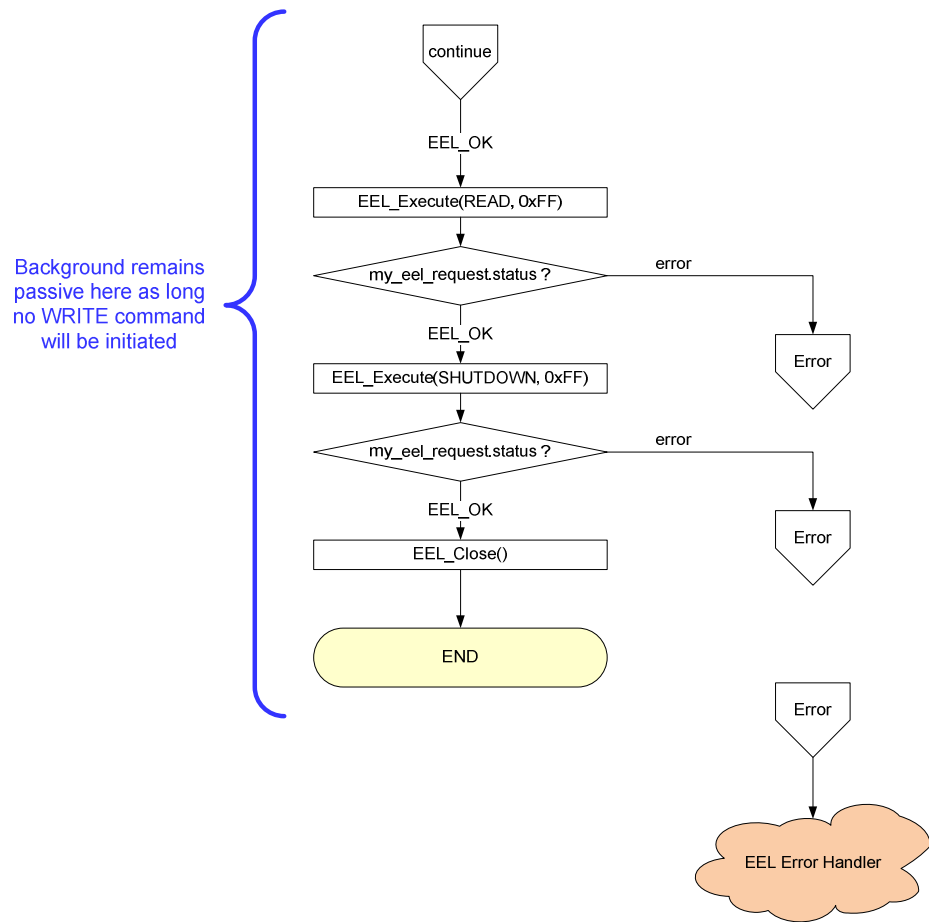 continue
EEL_OK
EEL_Execute(READ, 0xFF)
my_eel_request.status ?
error
Background remains
passive here as long
no WRITE command
will be initiated
EEL_OK
Error
EEL_Execute(SHUTDOWN, 0xFF)
my_eel_request.status ?
error
EEL_OK
Error
EEL_Close()
END
Error
EEL Error Handler